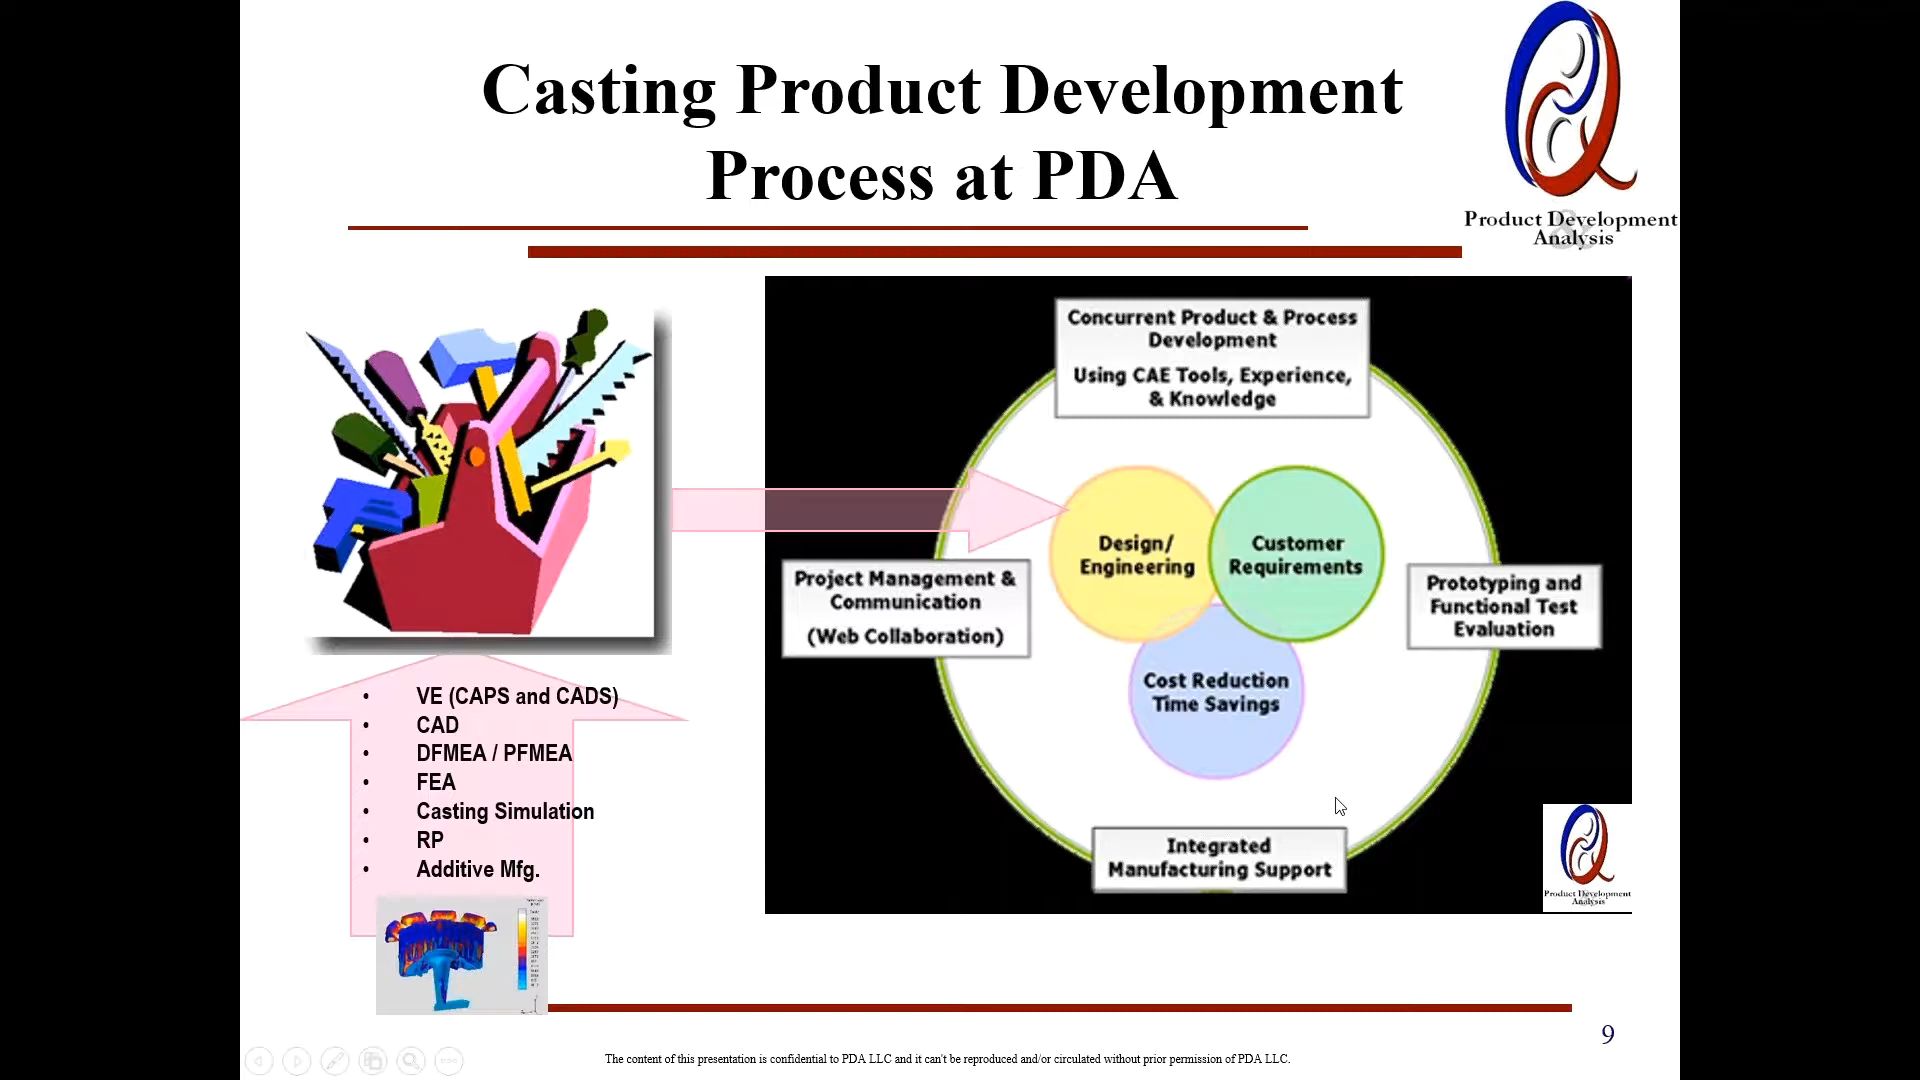 Casting Product Development
Process at PDA
Product Development
&
Analysis
Concurrent Product & Process
Development
Using CAE Tools, Experience,
& Knowledge
Design/
Engineering
Customer
Requirements
Project Management &
Communication
(Web Collaboration)
Prototyping and
Functional Test
Evaluation
Cost Reduction
Time Savings
Integrated
Manufacturing Support
• VE (CAPS and CADS)
• CAD
• DFMEA / PFMEA
• FEA
• Casting Simulation
• RP
• Additive Mfg.
Product Development
Analysis
9
The content of this presentation is confidential to PDA LLC and it can't be reproduced and/or circulated without prior permission of PDA LLC.